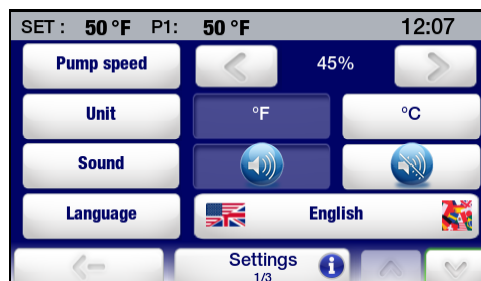 SET : 50 °F P1: 50 °F 12:07
Pump speed 45%
Unit °F °C
Sound
Language English
Settings
1/3